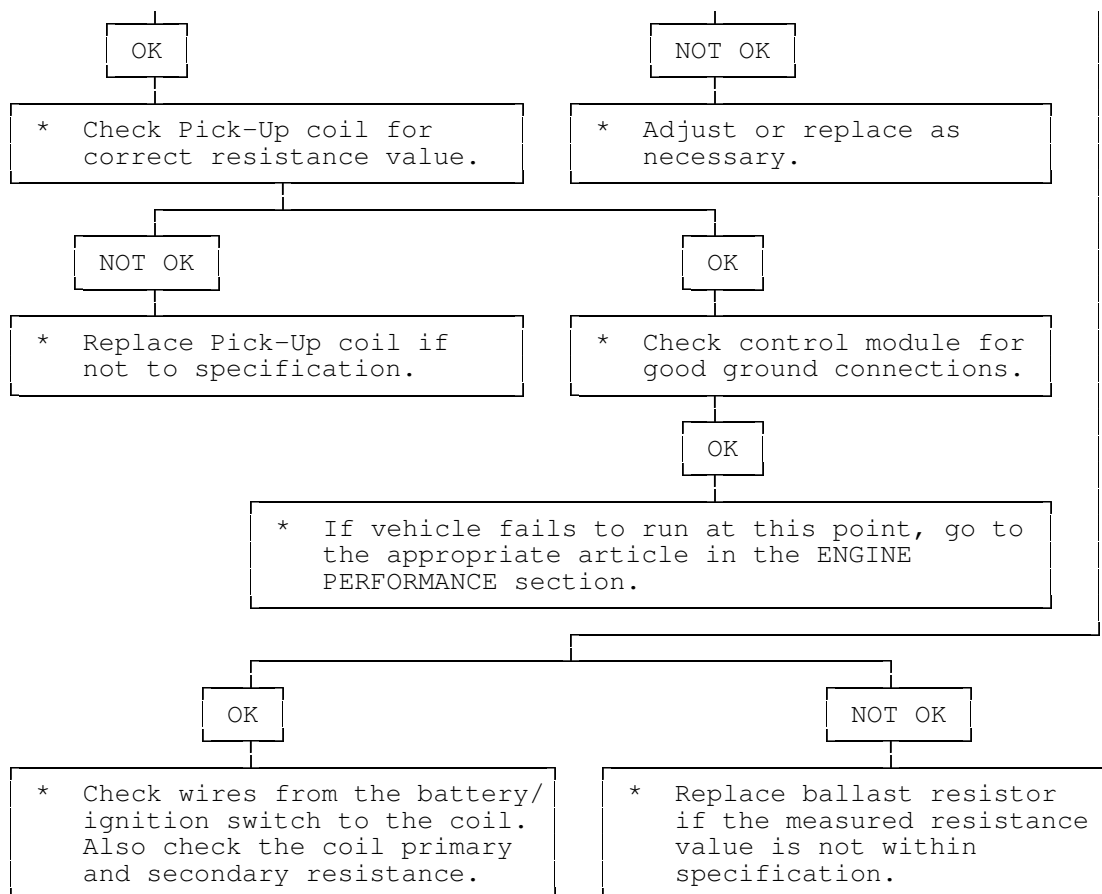 OK
NOT OK
* Check Pick-Up coil for
correct resistance value.
* Adjust or replace as
necessary.
NOT OK
OK
* Replace Pick-Up coil if
not to specification.
* Check control module for
good ground connections.
OK
* If vehicle fails to run at this point, go to
the appropriate article in the ENGINE
PERFORMANCE section.
OK
NOT OK
* Check wires from the battery/
ignition switch to the coil.
Also check the coil primary
and secondary resistance.
* Replace ballast resistor
if the measured resistance
value is not within
specification.